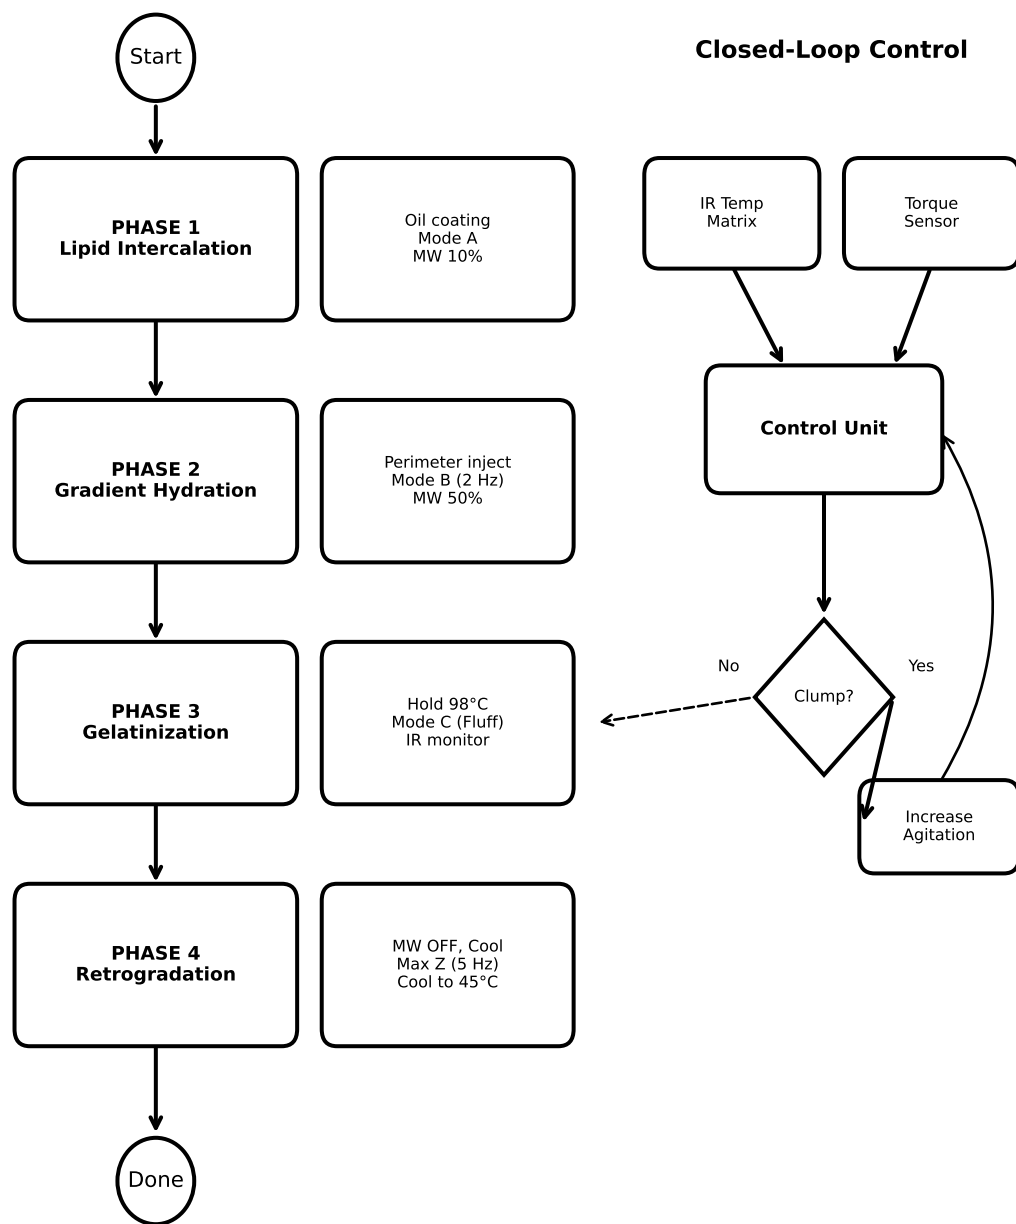 Start
Closed-Loop Control
PHASE 1
Lipid Intercalation
Oil coating
Mode A
MW 10%
IR Temp
Matrix
Torque
Sensor
Control Unit
PHASE 2
Gradient Hydration
Perimeter inject
Mode B (2 Hz)
MW 50%
No
Yes
Clump?
PHASE 3
Gelatinization
Hold 98°C
Mode C (Fluff)
IR monitor
Increase
Agitation
PHASE 4
Retrogradation
MW OFF, Cool
Max Z (5 Hz)
Cool to 45°C
Done